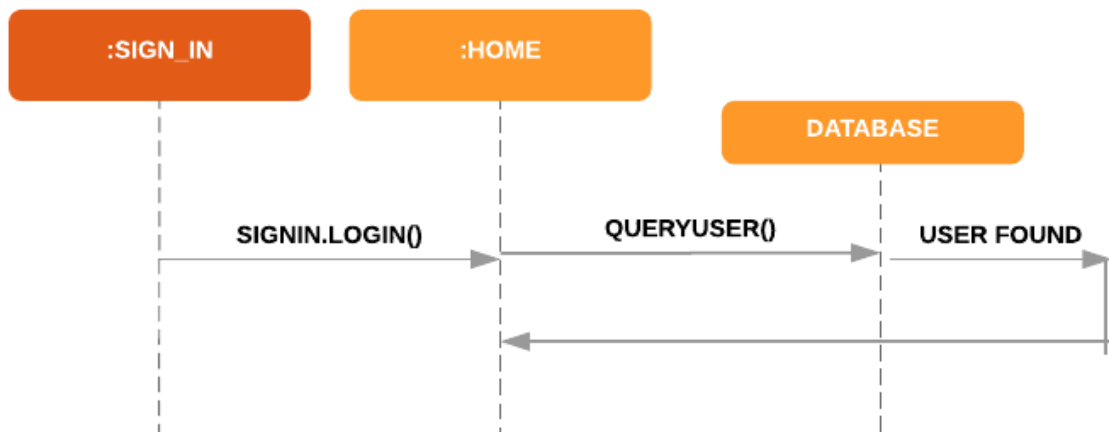 :SIGN_IN
:HOME
DATABASE
SIGNIN.LOGIN()
QUERYUSER()
USER FOUND